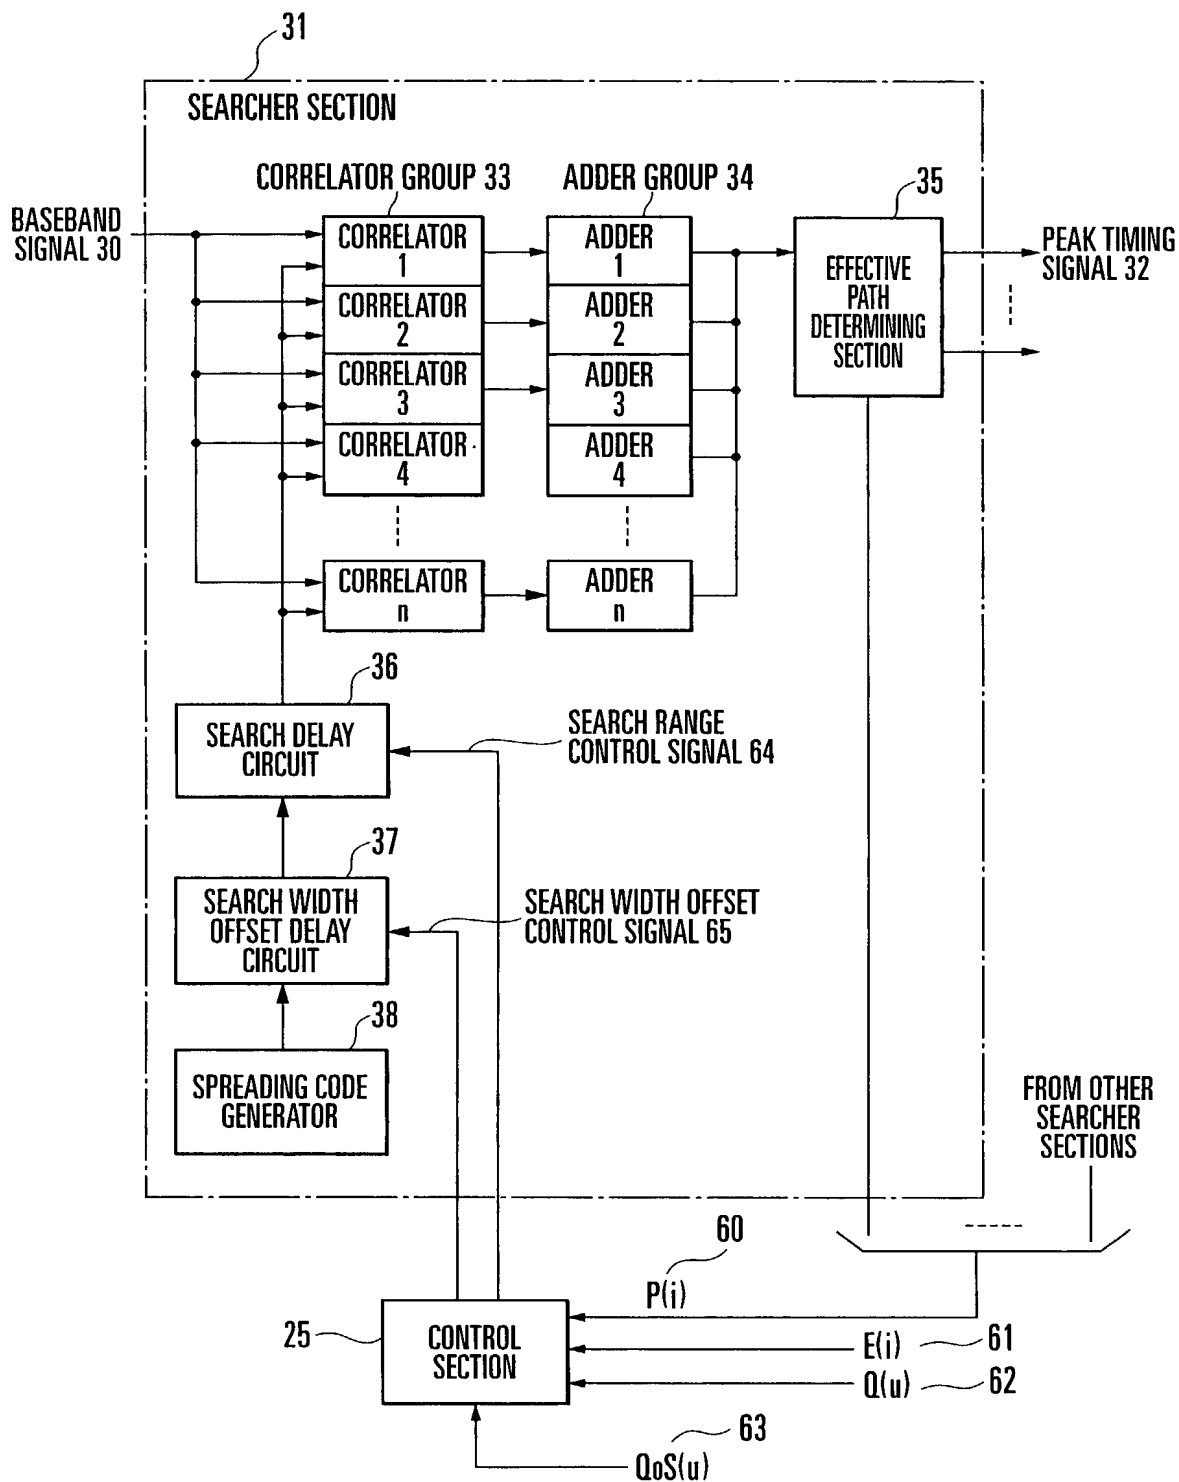 31
SEARCHER SECTION
CORRELATOR GROUP 33
ADDER GROUP 34
35
BASEBAND
SIGNAL 30
CORRELATOR
1
CORRELATOR
2
CORRELATOR
3
CORRELATOR
4
CORRELATOR
n
ADDER
1
ADDER
2
ADDER
3
ADDER
4
ADDER
n
EFFECTIVE
PATH
DETERMINING
SECTION
PEAK TIMING
SIGNAL 32
36
SEARCH DELAY
CIRCUIT
SEARCH RANGE
CONTROL SIGNAL 64
37
SEARCH WIDTH
OFFSET DELAY
CIRCUIT
SEARCH WIDTH OFFSET
CONTROL SIGNAL 65
38
SPREADING CODE
GENERATOR
FROM OTHER
SEARCHER
SECTIONS
60
P(i)
25
CONTROL
SECTION
E(i)
61
Q(u)
62
63
QoS(u)